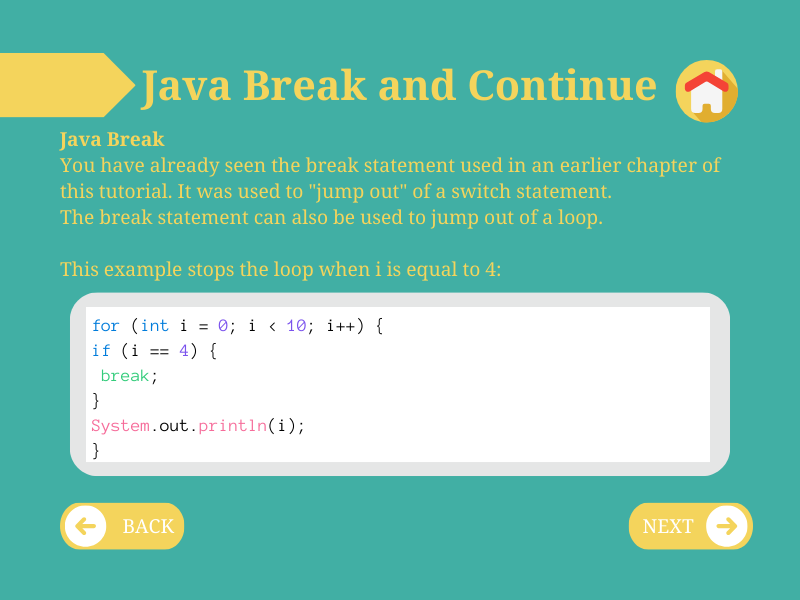 Java Break and Continue
Java Break
You have already seen the break statement used in an earlier chapter of
this tutorial. It was used to "jump out" of a switch statement.
The break statement can also be used to jump out of a loop.
This example stops the loop when i is equal to 4:
for (int i = 0; i < 10; i++) {
if (i == 4) {
 break;
}
System.out.println(i);
}
BACK
NEXT